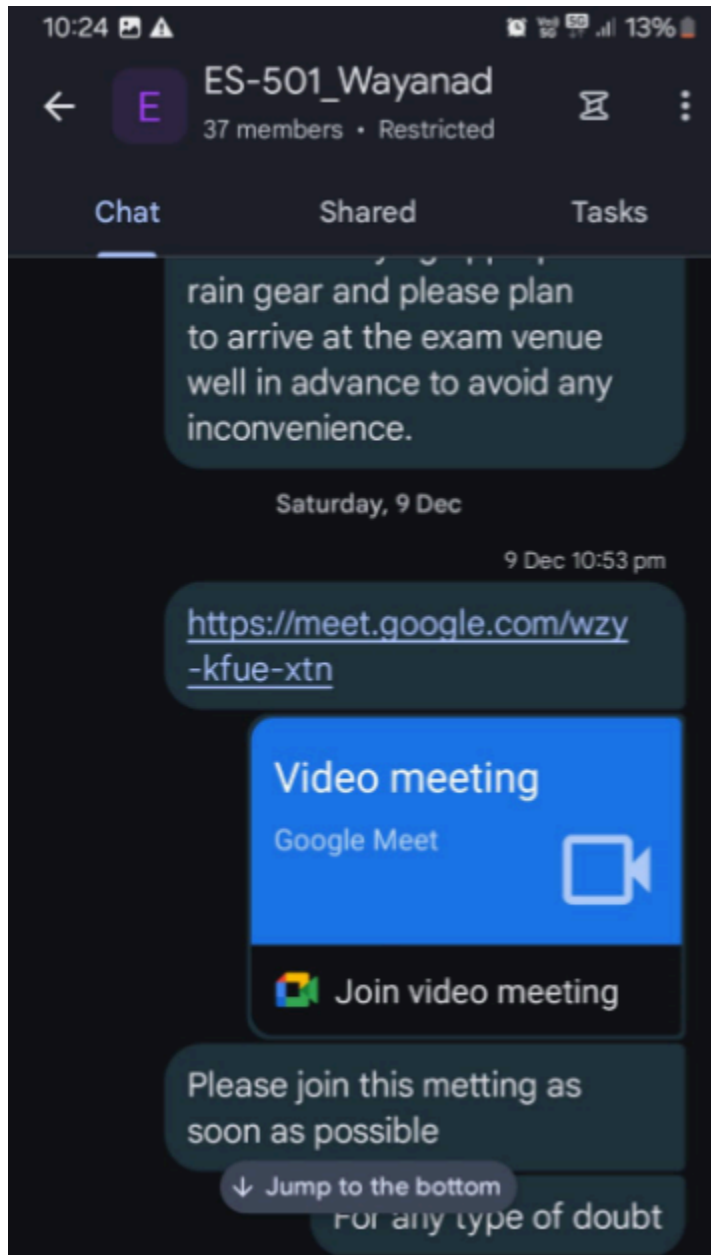 10:24 13%
E ES-501_Wayanad
37 members • Restricted
Chat Shared Tasks
rain gear and please plan
to arrive at the exam venue
well in advance to avoid any
inconvenience.
Saturday, 9 Dec
9 Dec 10:53 pm
https://meet.google.com/wzy
-kfue-xtn
Video meeting
Google Meet
Join video meeting
Please join this metting as
soon as possible
Jump to the bottom
For any type of doubt